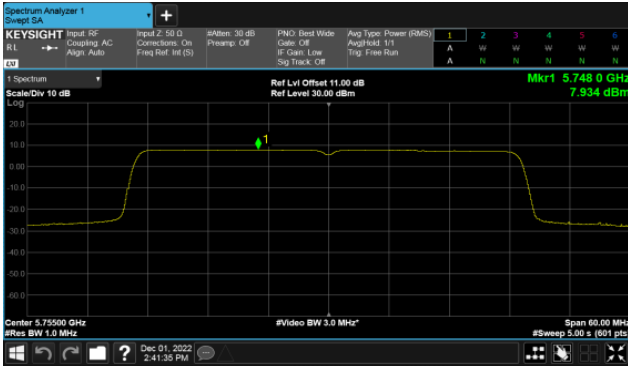 Spectrum Analyzer 1
Swept SA
+
KEYSIGHT Input: RF Input Z: 50 Ω #Atten: 30 dB PNO: Best Wide Avg Type: Power (RMS) 1 2 3 4 5 6
RL Coupling: AC Corrections: On Preamp: Off Gate: Off Avg|Hold: 1/1 A W W W W W
Align: Auto Freq Ref: Int (S) IF Gain: Low Trig: Free Run
Sig Track: Off A N N N N N
LXI
1 Spectrum
Scale/Div 10 dB
Ref Lvl Offset 11.00 dB
Ref Level 30.00 dBm
Mkr1 5.748 0 GHz
7.934 dBm
Log
20.0
10.0
0.00
-10.0
-20.0
-30.0
-40.0
-50.0
-60.0
1
Center 5.75500 GHz #Video BW 3.0 MHz* Span 60.00 MHz
#Res BW 1.0 MHz #Sweep 5.00 s (601 pts)
? Dec 01, 2022
2:41:35 PM